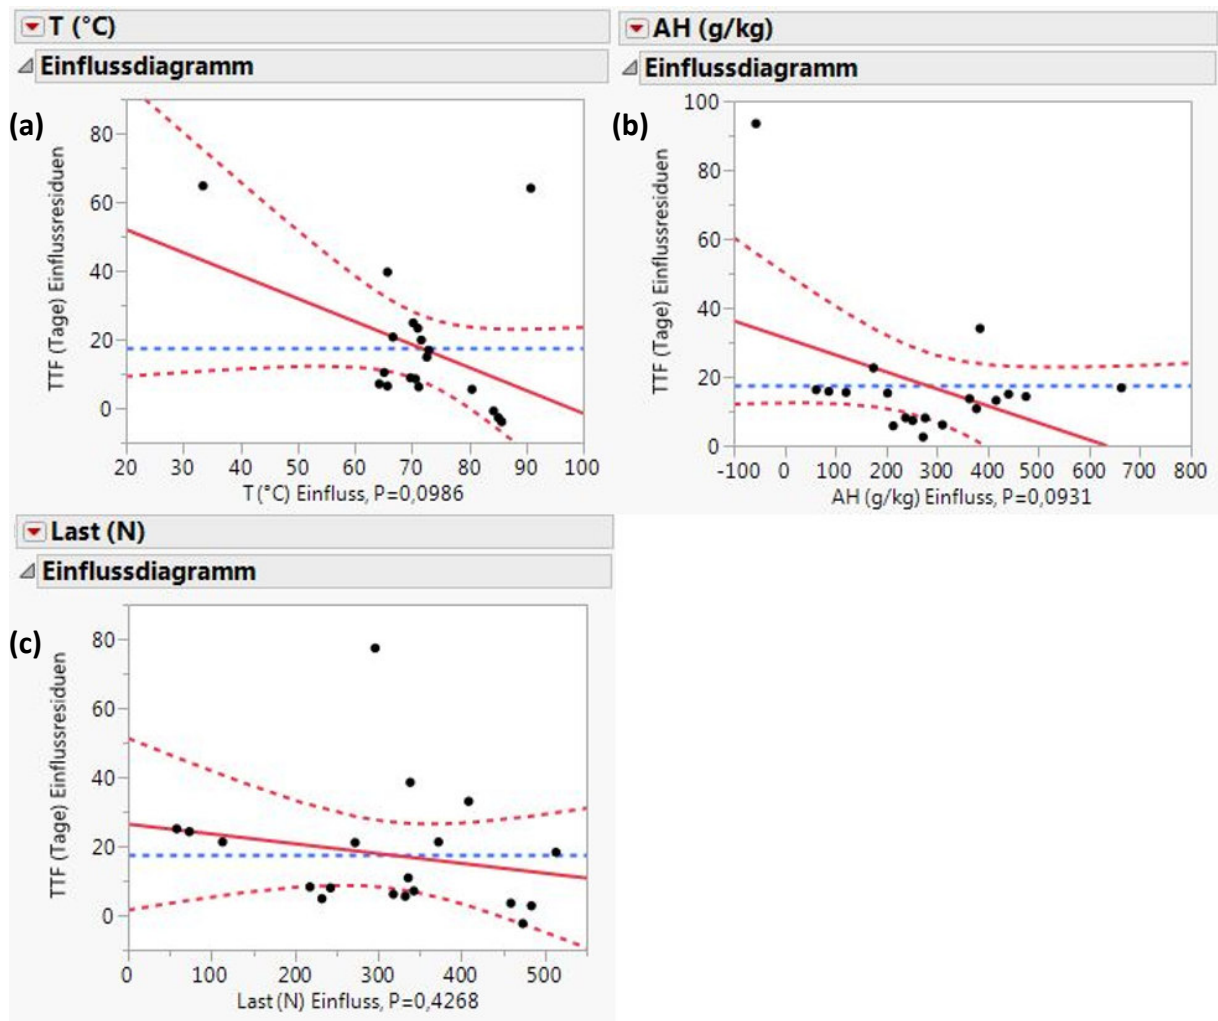 T (°C)
Einflussdiagramm
(a)
TTF (Tage) Einflussresiduen
80
60
40
20
0
20 30 40 50 60 70 80 90 100
T (°C) Einfluss, P=0,0986
AH (g/kg)
Einflussdiagramm
(b)
TTF (Tage) Einflussresiduen
100
80
60
40
20
0
-100 0 100 200 300 400 500 600 700 800
AH (g/kg) Einfluss, P=0,0931
Last (N)
Einflussdiagramm
(c)
TTF (Tage) Einflussresiduen
80
60
40
20
0
0 100 200 300 400 500
Last (N) Einfluss, P=0,4268